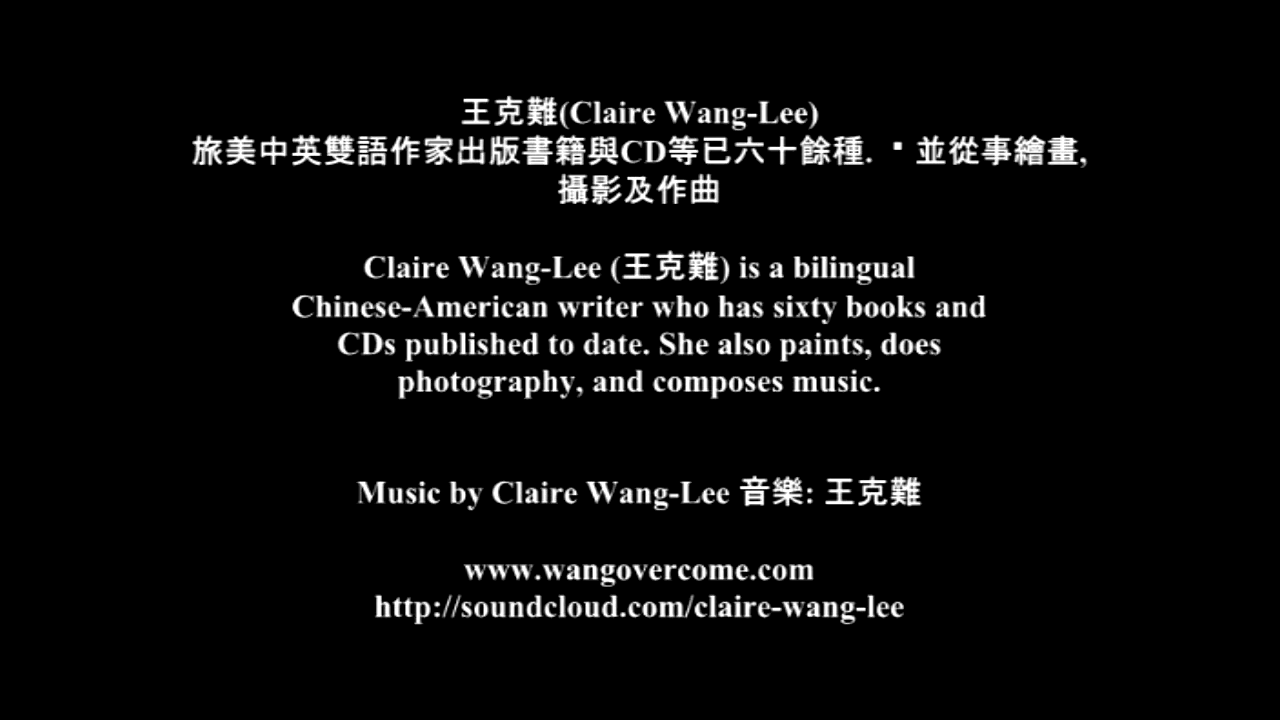 王克難(Claire Wang-Lee)
旅美中英雙語作家出版書籍與CD等已六十餘種. ▪ 並從事繪畫,
攝影及作曲
Claire Wang-Lee (王克難) is a bilingual
Chinese-American writer who has sixty books and
CDs published to date. She also paints, does
photography, and composes music.
Music by Claire Wang-Lee 音樂: 王克難
www.wangovercome.com
http://soundcloud.com/claire-wang-lee